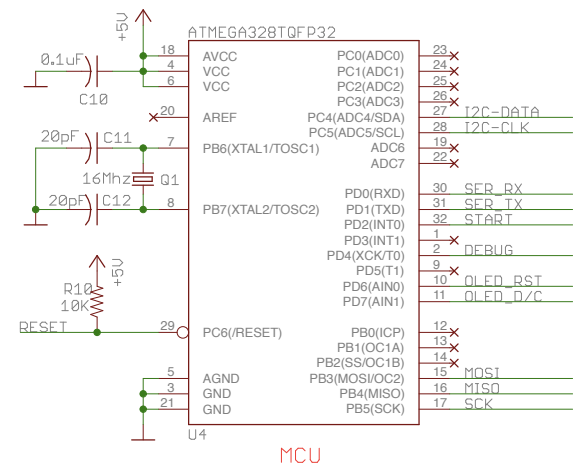 +5V
ATMEGA328TQFP32
18 AVCC PC0(ADC0) 23
0.1uF 4 VCC PC1(ADC1) 24
6 VCC PC2(ADC2) 25
C10 PC3(ADC3) 26
20 AREF PC4(ADC4/SDA) 27 I2C-DATA
PC5(ADC5/SCL) 28 I2C-CLK
20pF C11 7 PB6(XTAL1/TOSC1) ADC6 19
ADC7 22
16Mhz Q1
20pF C12 8 PB7(XTAL2/TOSC2) PD0(RXD) 30 SER_RX
PD1(TXD) 31 SER_TX
PD2(INT0) 32 START
PD3(INT1) 1
PD4(XCK/T0) 2 DEBUG
+5V PD5(T1) 9
R10 PD6(AIN0) 10 OLED_RST
10K PD7(AIN1) 11 OLED_D/C
RESET 29 PC6(/RESET) PB0(ICP) 12
PB1(OC1A) 13
PB2(SS/OC1B) 14
5 AGND PB3(MOSI/OC2) 15 MOSI
3 GND PB4(MISO) 16 MISO
21 GND PB5(SCK) 17 SCK
U4
MCU